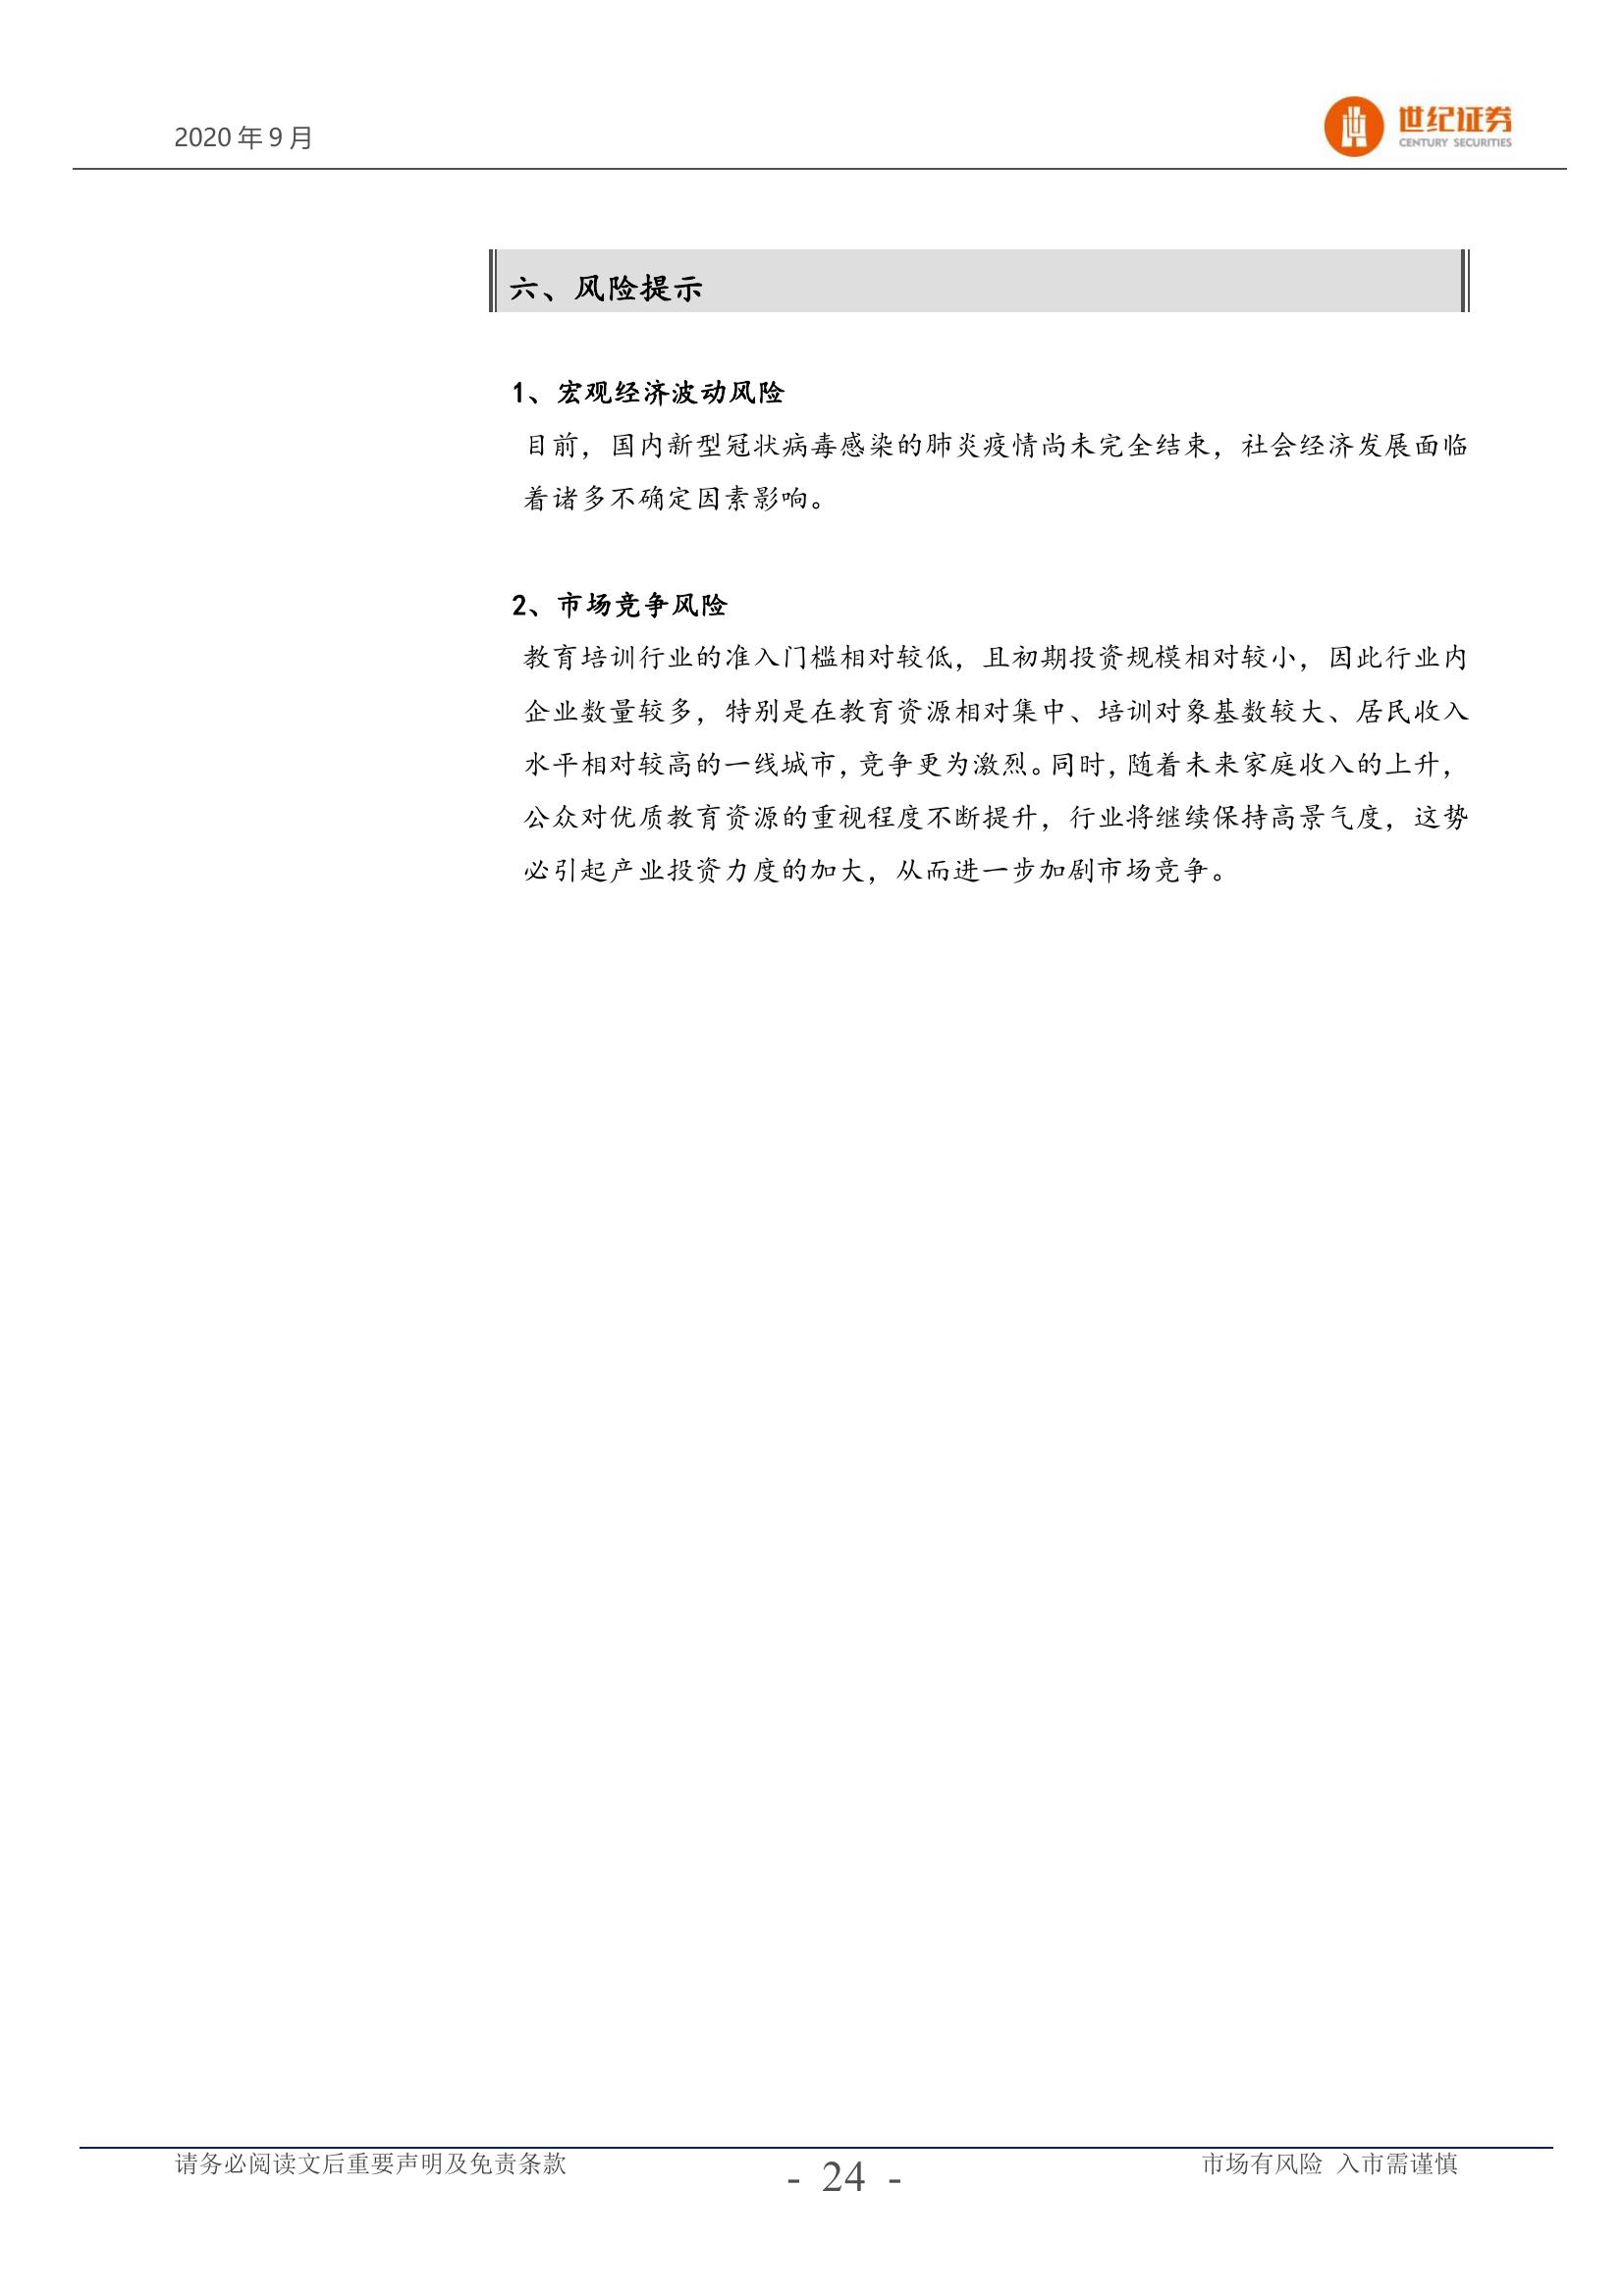 2020 年 9 月
世纪证券
CENTURY SECURITIES
六、风险提示
1、宏观经济波动风险
目前，国内新型冠状病毒感染的肺炎疫情尚未完全结束，社会经济发展面临
着诸多不确定因素影响。
2、市场竞争风险
教育培训行业的准入门槛相对较低，且初期投资规模相对较小，因此行业内
企业数量较多，特别是在教育资源相对集中、培训对象基数较大、居民收入
水平相对较高的一线城市，竞争更为激烈。同时，随着未来家庭收入的上升，
公众对优质教育资源的重视程度不断提升，行业将继续保持高景气度，这势
必引起产业投资力度的加大，从而进一步加剧市场竞争。
请务必阅读文后重要声明及免责条款
- 24 -
市场有风险 入市需谨慎